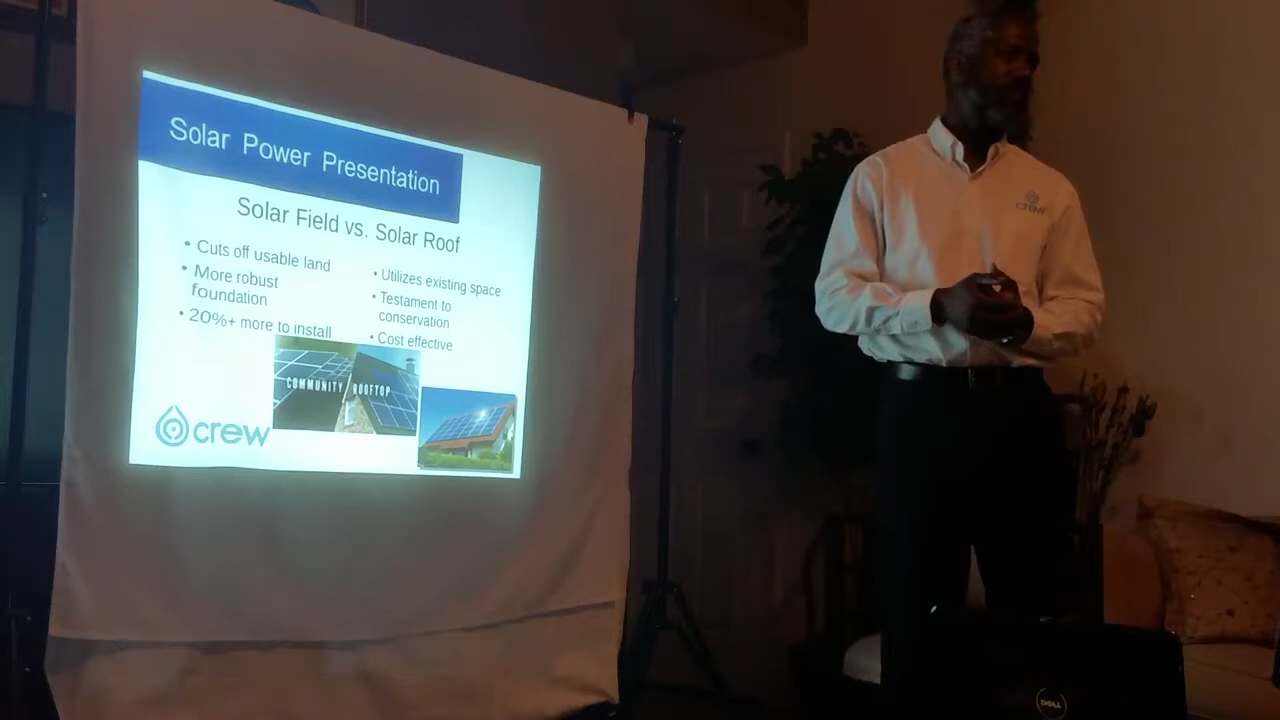 Solar Power Presentation
Solar Field vs. Solar Roof
• Cuts off usable land
• More robust
foundation
• 20%+ more to install
• Utilizes existing space
• Testament to
conservation
• Cost effective
COMMUNITY / ROOFTOP
crew
crew
DELL